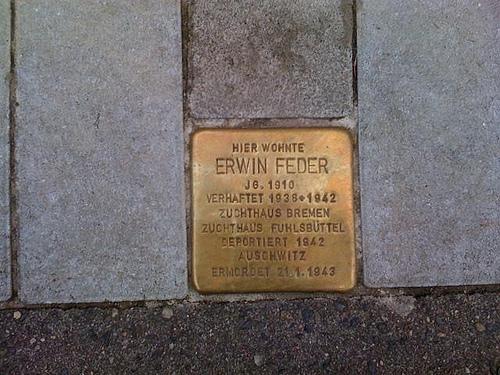 HIER WOHNTE
ERWIN FEDER
JG. 1910
VERHAFTET 1938+1942
ZUCHTHAUS BREMEN
ZUCHTHAUS FUHLSBÜTTEL
DEPORTIERT 1942
AUSCHWITZ
ERMORDET 21.1.1943